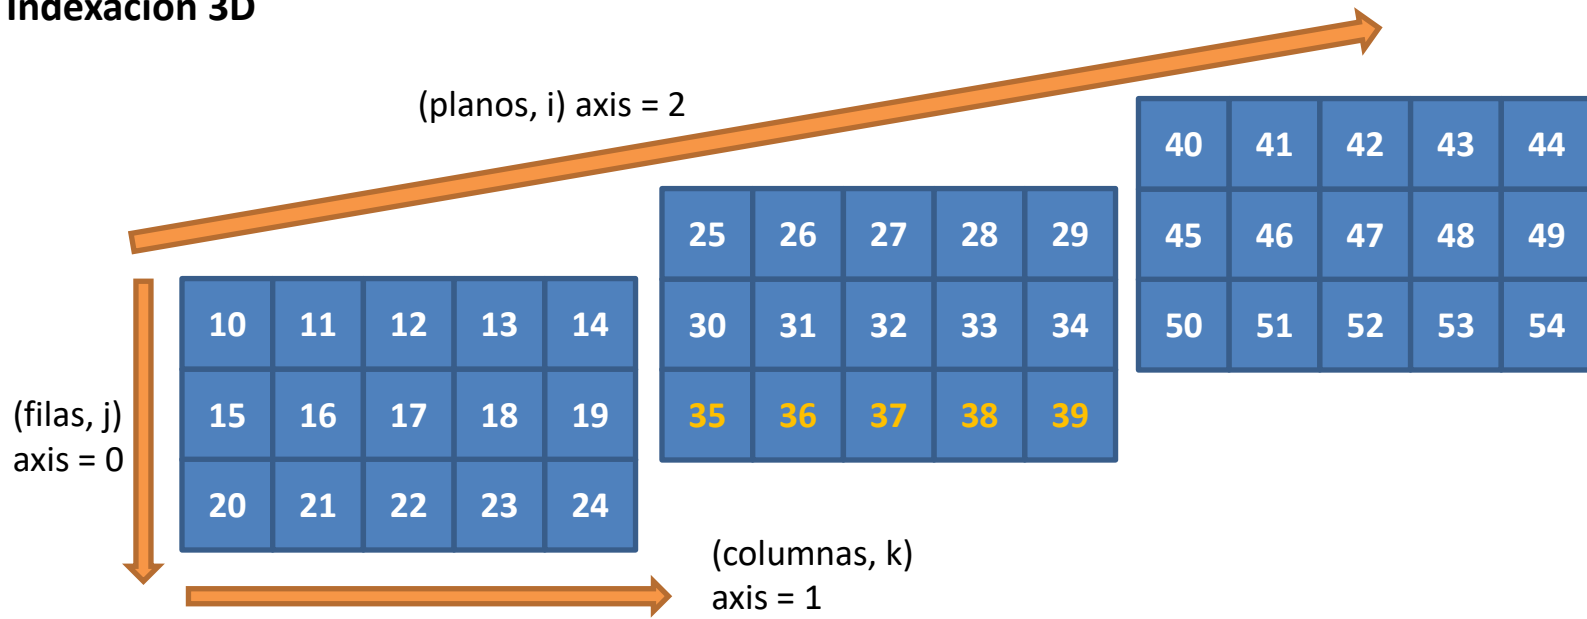 Indexación 3D
(planos, i) axis = 2
10 11 12 13 14
15 16 17 18 19
20 21 22 23 24
25 26 27 28 29
30 31 32 33 34
35 36 37 38 39
40 41 42 43 44
45 46 47 48 49
50 51 52 53 54
(filas, j)
axis = 0
(columnas, k)
axis = 1